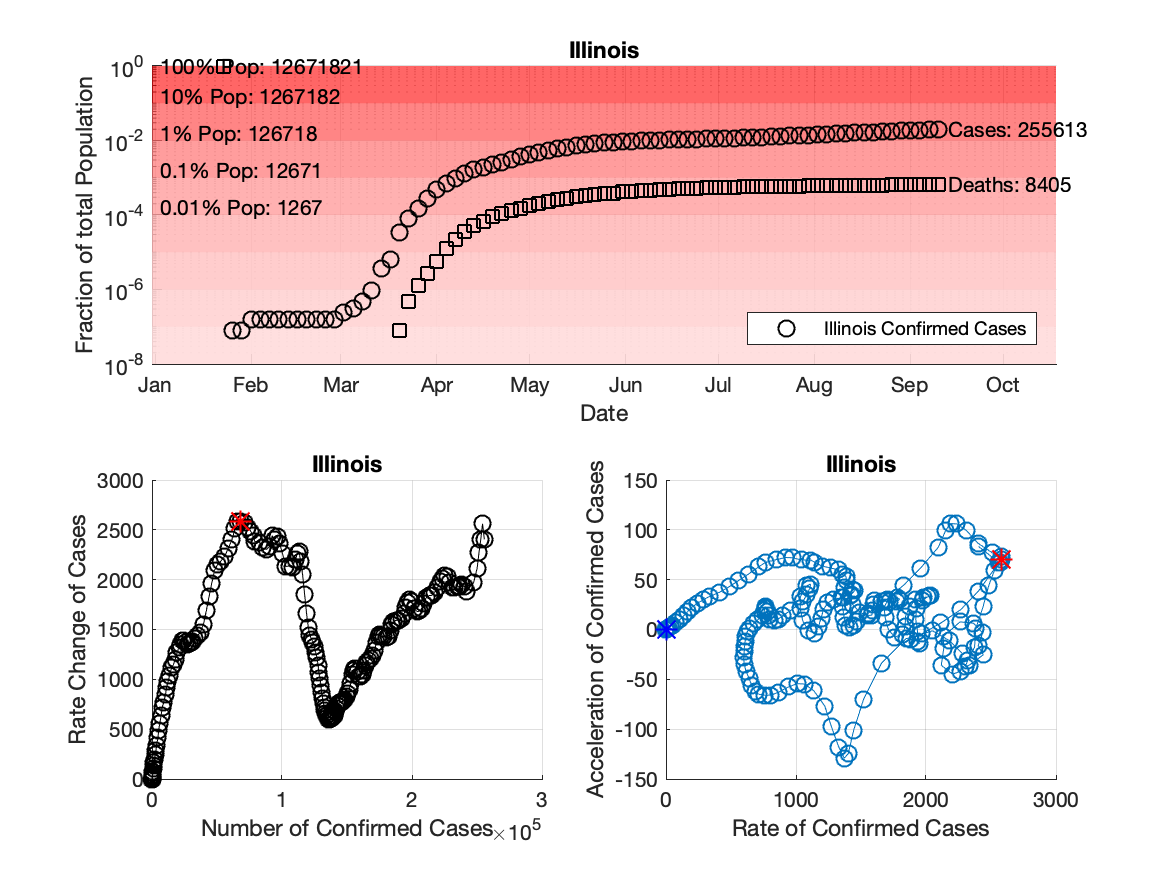 Illinois
10^0
100% Pop: 12671821
10% Pop: 1267182
1% Pop: 126718
0.1% Pop: 12671
0.01% Pop: 1267
10^-2
10^-4
10^-6
10^-8
Fraction of total Population
Cases: 255613
Deaths: 8405
Illinois Confirmed Cases
Jan Feb Mar Apr May Jun Jul Aug Sep Oct
Date
Illinois
3000
2500
2000
1500
1000
500
0
Rate Change of Cases
0 1 2 3
Number of Confirmed Cases ×10^5
Illinois
150
100
50
0
-50
-100
-150
Acceleration of Confirmed Cases
0 1000 2000 3000
Rate of Confirmed Cases